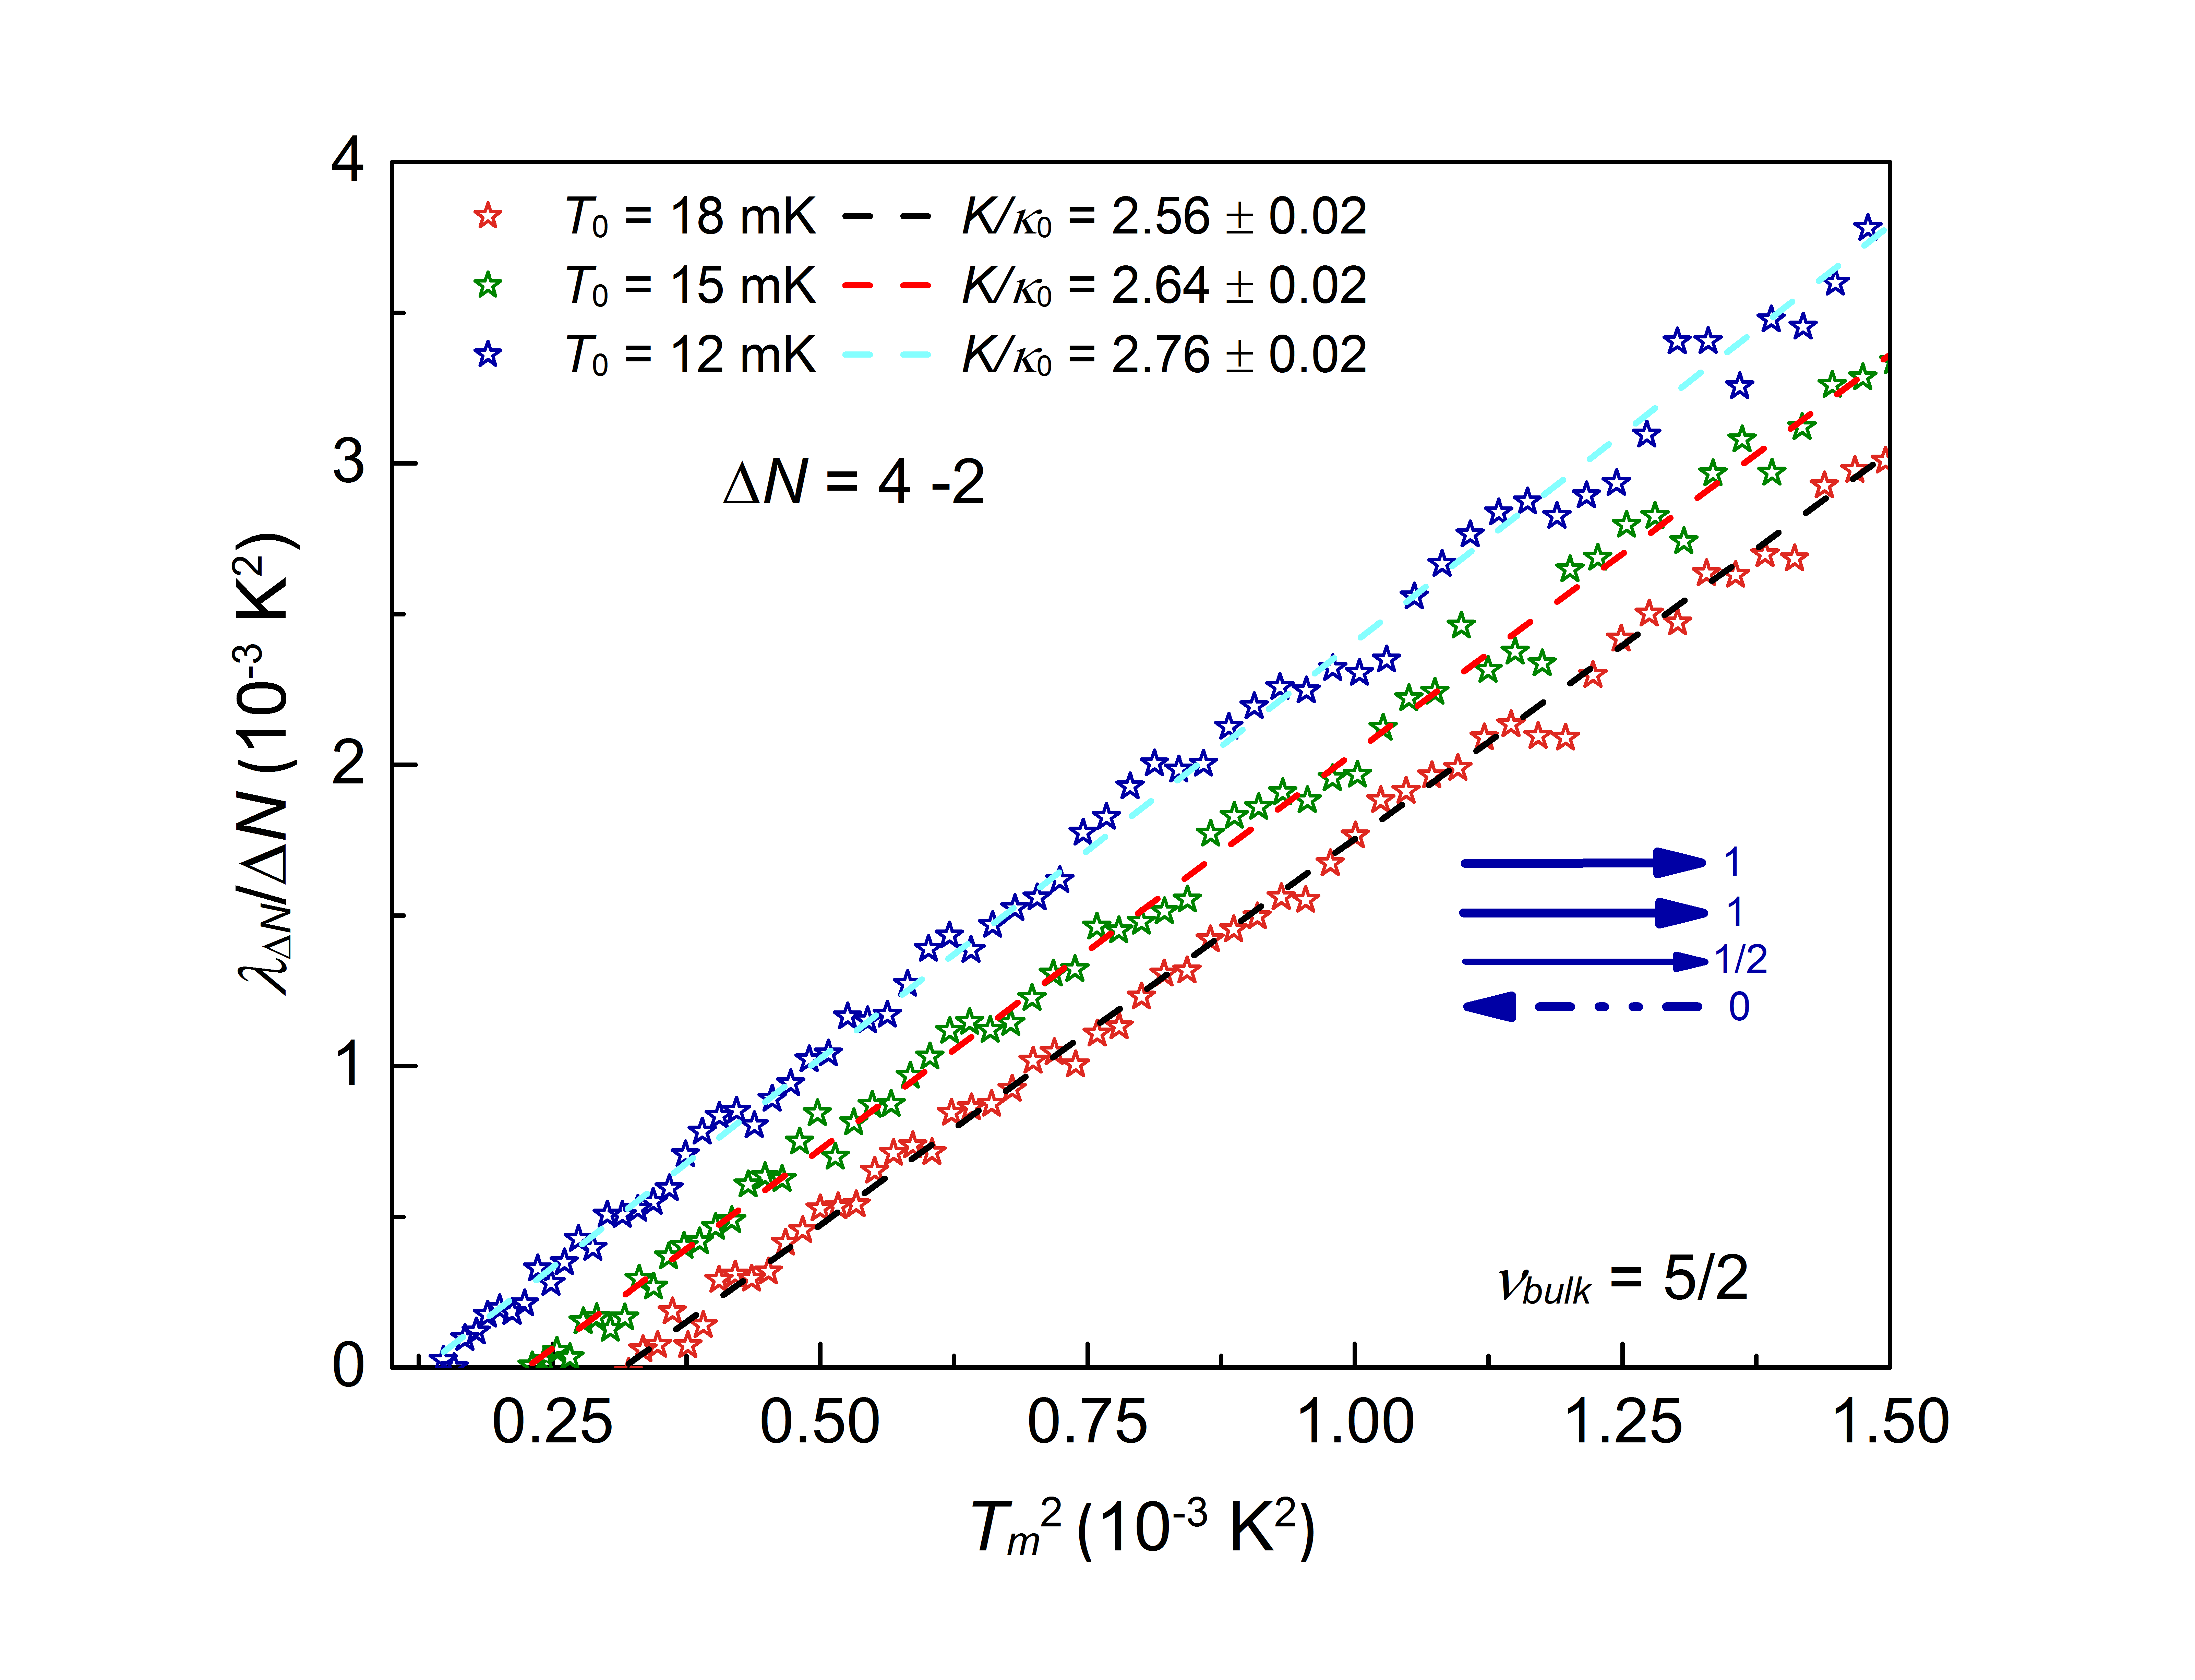 4
3
2
1
0
λΔN/ΔN (10⁻³ K²)
T₀ = 18 mK K/κ₀ = 2.56 ± 0.02
T₀ = 15 mK K/κ₀ = 2.64 ± 0.02
T₀ = 12 mK K/κ₀ = 2.76 ± 0.02
ΔN = 4 -2
1
1
1/2
0
νbulk = 5/2
0.25 0.50 0.75 1.00 1.25 1.50
Tm² (10⁻³ K²)